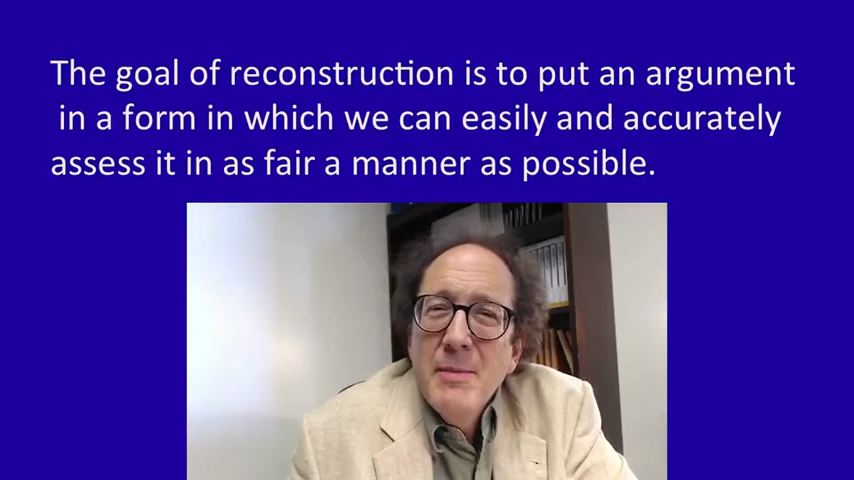 The goal of reconstruction is to put an argument
in a form in which we can easily and accurately
assess it in as fair a manner as possible.